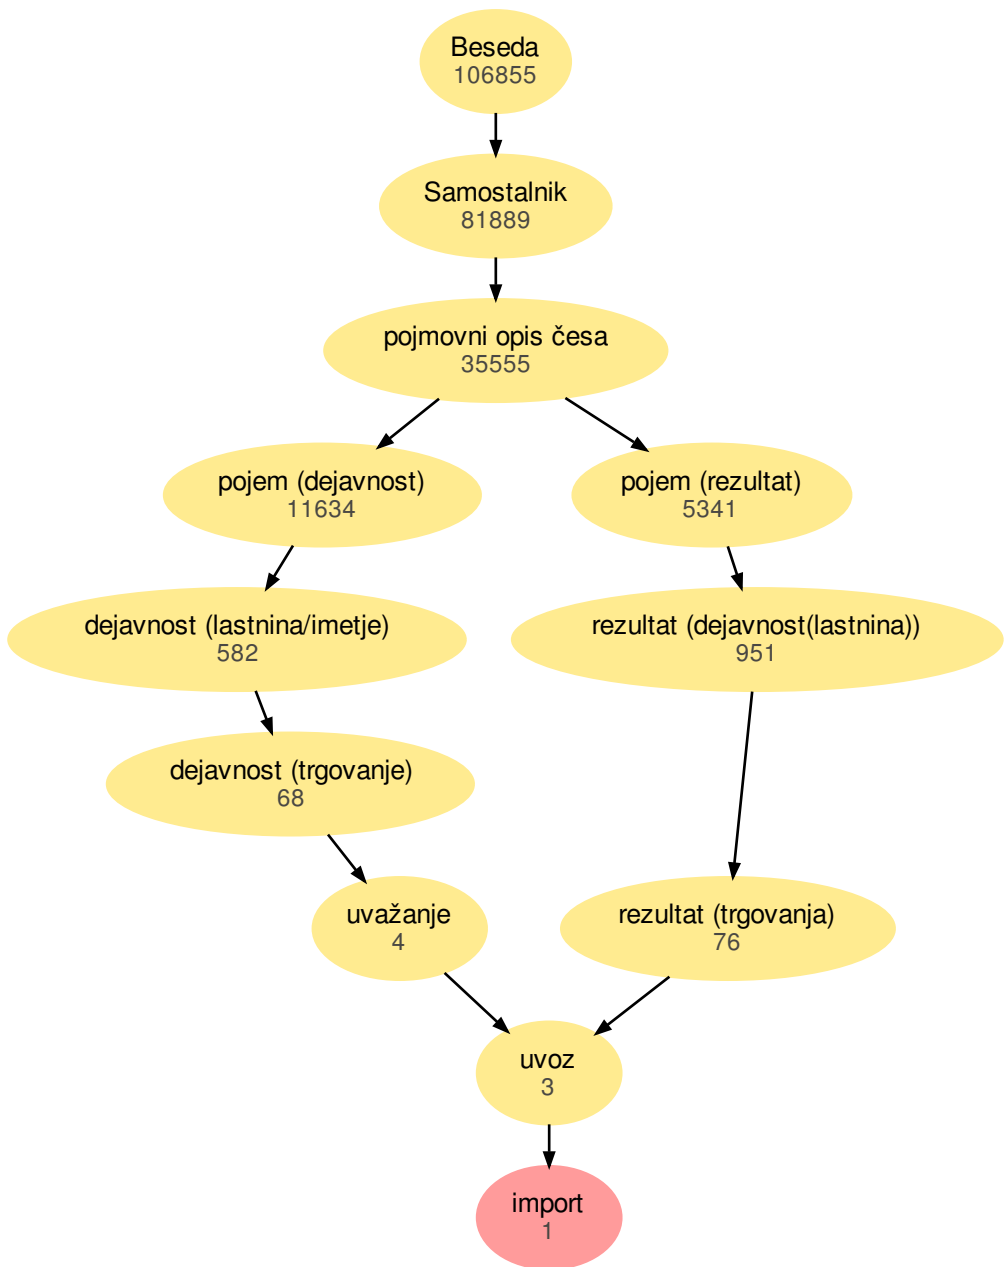 Beseda
106855
Samostalnik
81889
pojmovni opis česa
35555
pojem (dejavnost)
11634
pojem (rezultat)
5341
dejavnost (lastnina/imetje)
582
rezultat (dejavnost(lastnina))
951
dejavnost (trgovanje)
68
uvažanje
4
rezultat (trgovanja)
76
uvoz
3
import
1